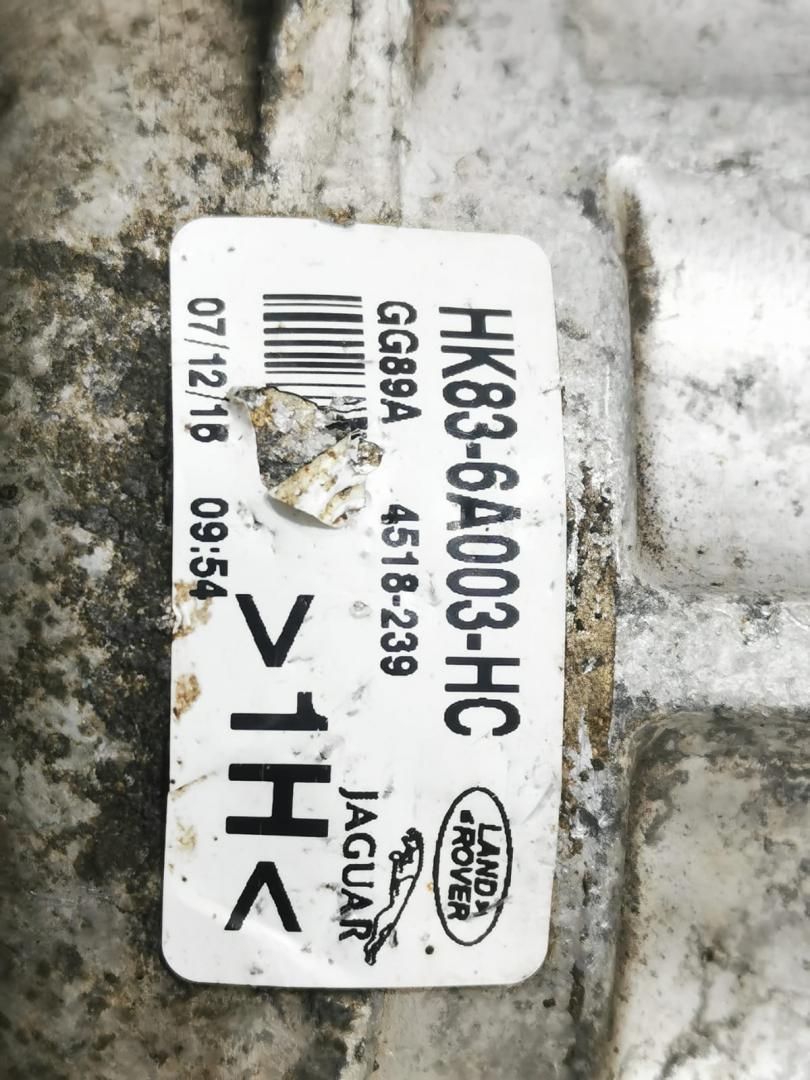 HK83-6A003-HC
LAND
ROVER
GG89A 4518-239
JAGUAR
>1H<
07/12/18 09:54